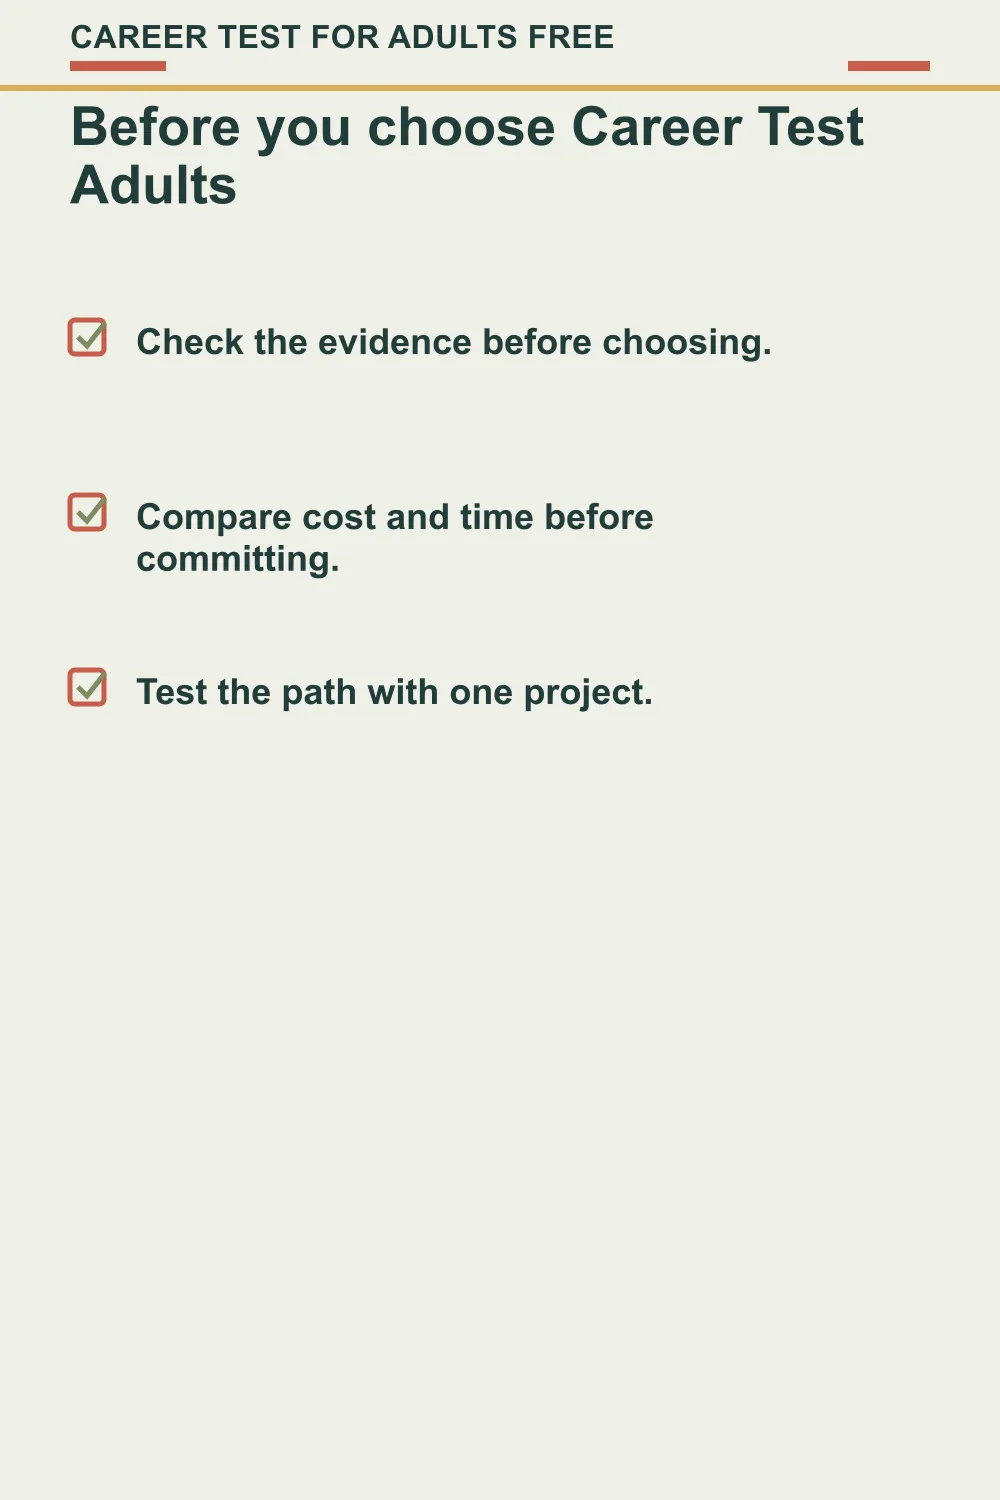 CAREER TEST FOR ADULTS FREE
Before you choose Career Test
Adults
Check the evidence before choosing.
Compare cost and time before
committing.
Test the path with one project.